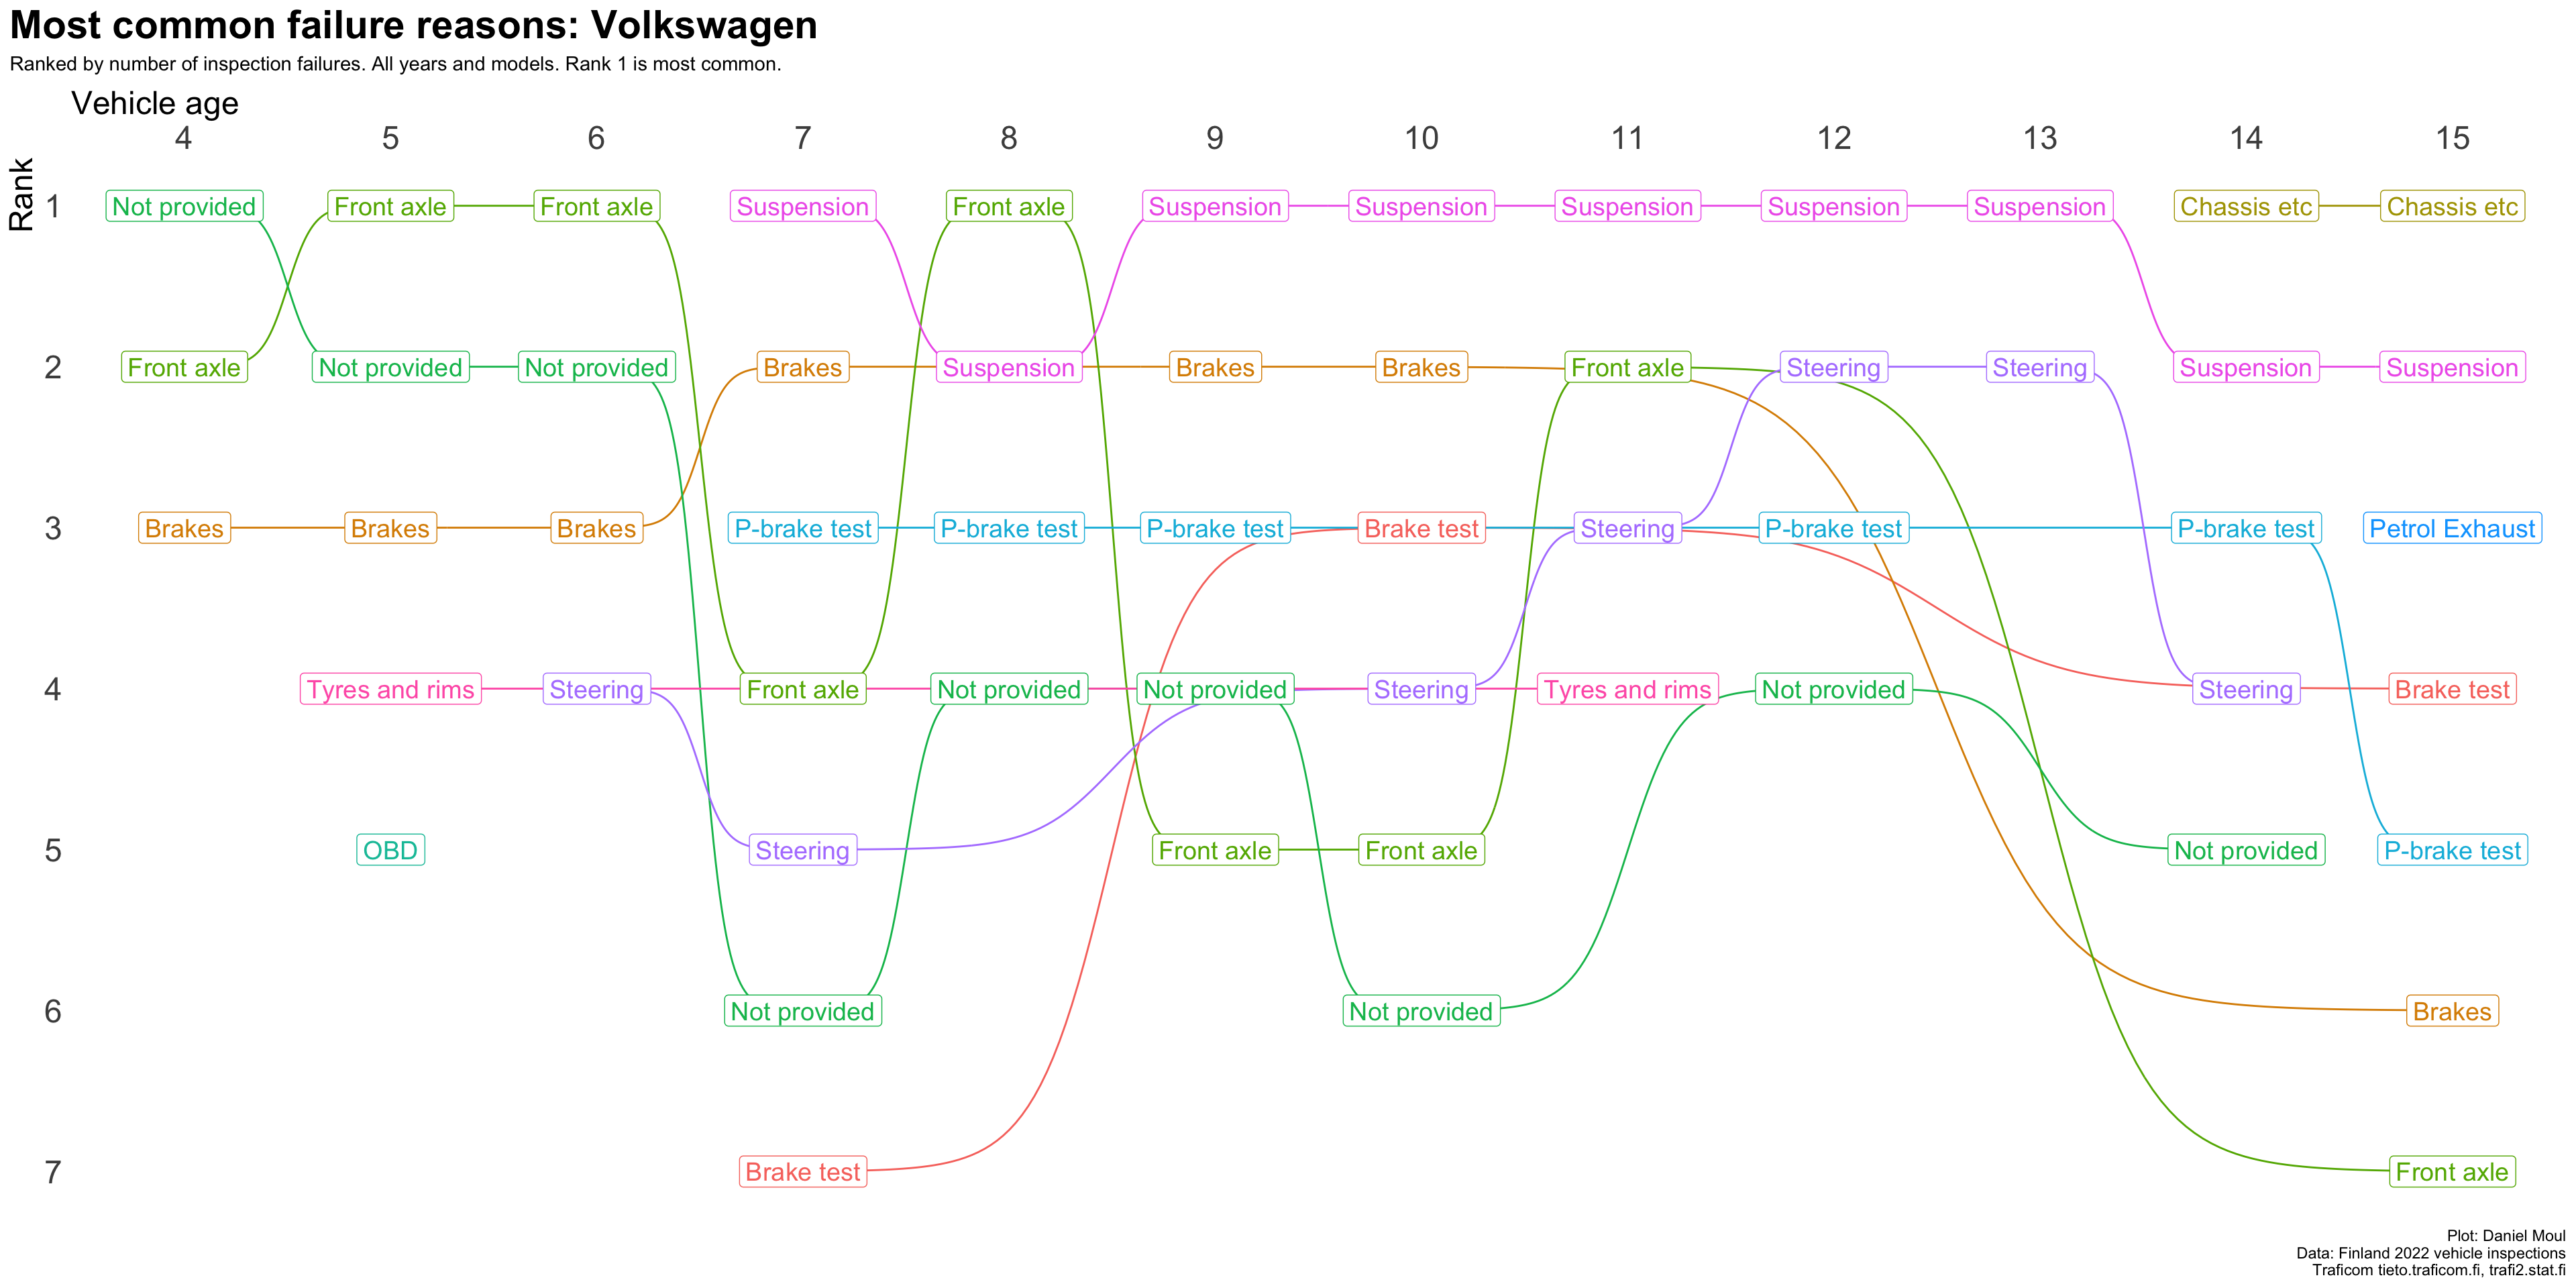 Most common failure reasons: Volkswagen
Ranked by number of inspection failures. All years and models. Rank 1 is most common.
Vehicle age
4 5 6 7 8 9 10 11 12 13 14 15
Rank
1 Not provided Front axle Front axle Suspension Front axle Suspension Suspension Suspension Suspension Suspension Chassis etc Chassis etc
2 Front axle Not provided Not provided Brakes Suspension Brakes Brakes Front axle Steering Steering Suspension Suspension
3 Brakes Brakes Brakes P-brake test P-brake test P-brake test Brake test Steering P-brake test P-brake test Petrol Exhaust
4 Tyres and rims Steering Front axle Not provided Not provided Steering Tyres and rims Not provided Steering Brake test
5 OBD Steering Front axle Front axle Not provided P-brake test
6 Not provided Not provided Brakes
7 Brake test Front axle
Plot: Daniel Moul
Data: Finland 2022 vehicle inspections
Traficom tieto.traficom.fi, trafi2.stat.fi